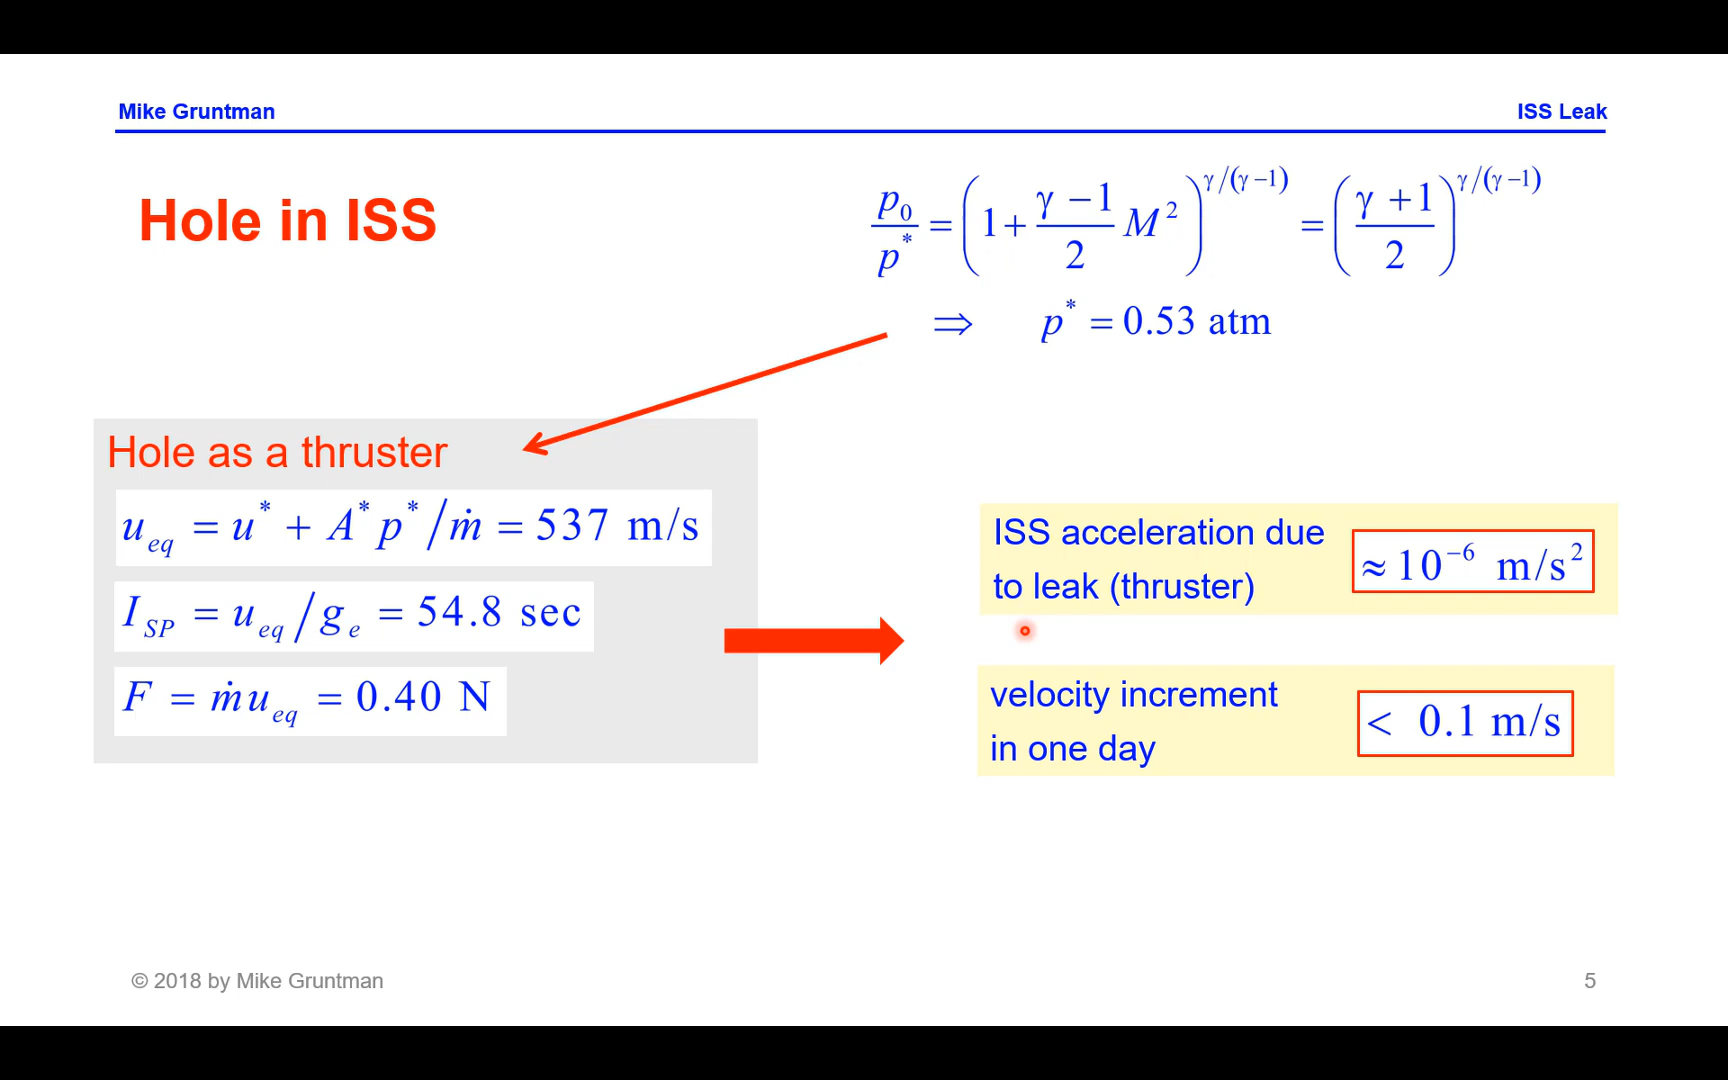 Mike Gruntman
ISS Leak
Hole in ISS
p₀/p* = (1 + (γ − 1)/2 M²)^(γ/(γ−1)) = ((γ + 1)/2)^(γ/(γ−1))
⇒ p* = 0.53 atm
Hole as a thruster
u_eq = u* + A* p*/ṁ = 537 m/s
I_SP = u_eq/g_e = 54.8 sec
F = ṁu_eq = 0.40 N
ISS acceleration due
to leak (thruster)
≈ 10⁻⁶ m/s²
velocity increment
in one day
< 0.1 m/s
© 2018 by Mike Gruntman
5